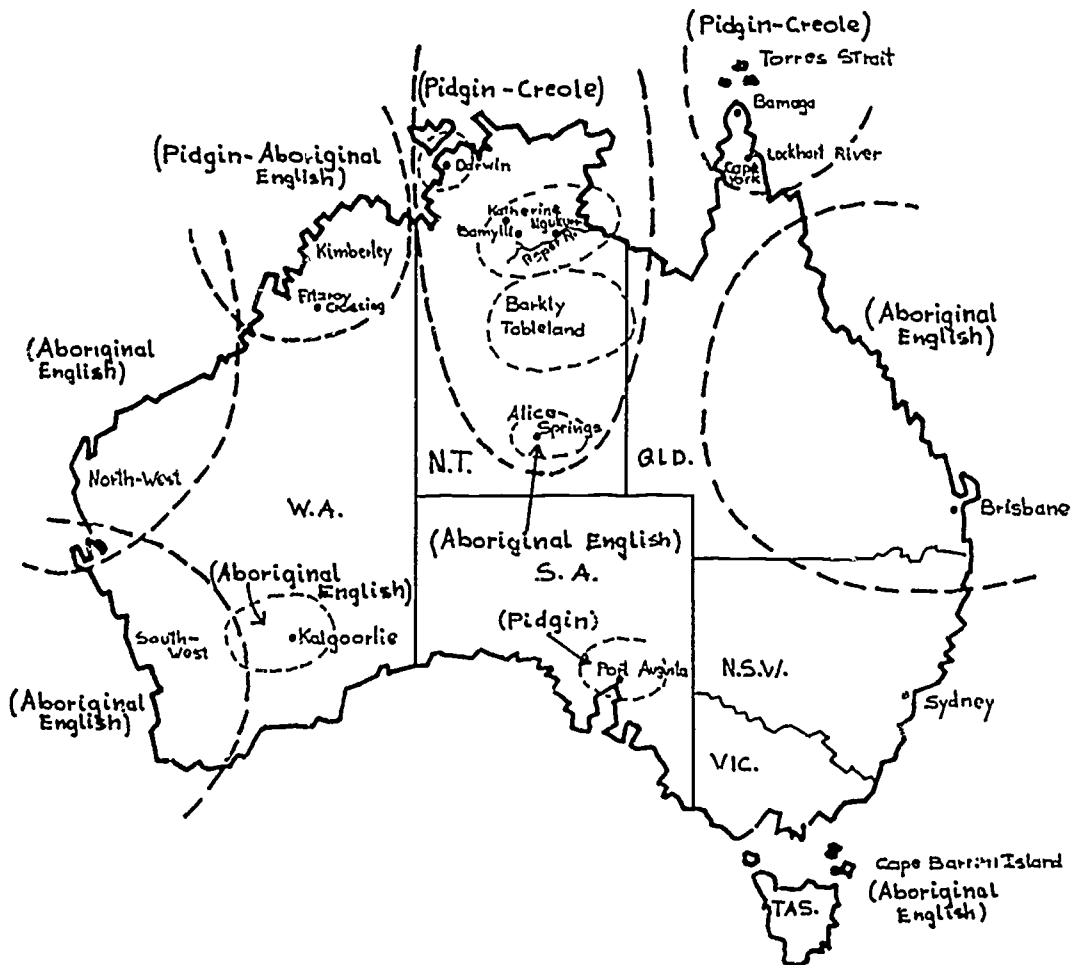 (Pidgin-Creole)
Torres Strait
Bamaga
Lockhart River
Cape
York
(Pidgin-Creole)
Darwin
(Pidgin-Aboriginal
English)
Katherine
Bamyili
Ngukurr
Roper R.
Kimberley
Fitzroy
Crossing
Barkly
Tableland
(Aboriginal
English)
(Aboriginal
English)
Alice
Springs
N.T.
QLD.
North-West
W.A.
Brisbane
(Aboriginal English)
S.A.
(Aboriginal
English)
Kalgoorlie
(Pidgin)
Port Augusta
South-
West
(Aboriginal
English)
N.S.W.
Sydney
VIC.
Cape Barren Island
(Aboriginal
English)
TAS.